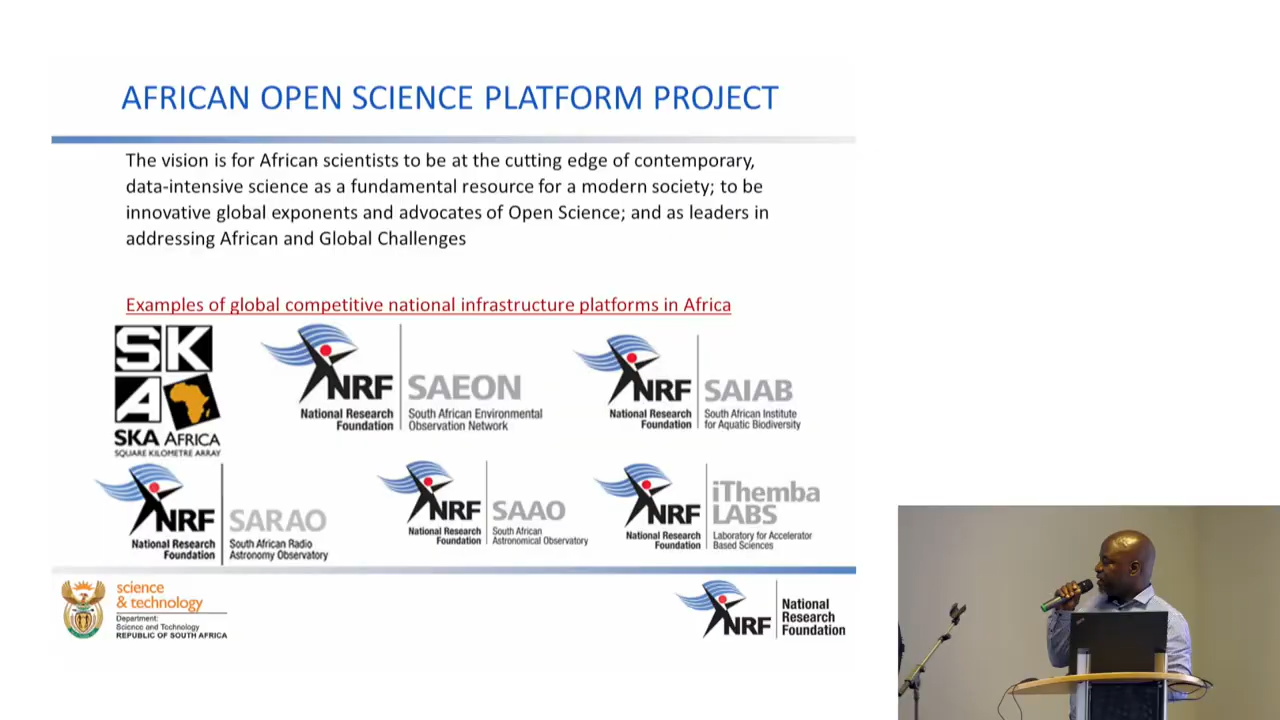 AFRICAN OPEN SCIENCE PLATFORM PROJECT
The vision is for African scientists to be at the cutting edge of contemporary,
data-intensive science as a fundamental resource for a modern society; to be
innovative global exponents and advocates of Open Science; and as leaders in
addressing African and Global Challenges
Examples of global competitive national infrastructure platforms in Africa
SK
A
SKA AFRICA
SQUARE KILOMETRE ARRAY
NRF
National Research
Foundation
SAEON
South African Environmental
Observation Network
NRF
National Research
Foundation
SAIAB
South African Institute
for Aquatic Biodiversity
NRF
National Research
Foundation
SARAO
South African Radio
Astronomy Observatory
NRF
National Research
Foundation
SAAO
South African
Astronomical Observatory
NRF
National Research
Foundation
iThemba
LABS
Laboratory for Accelerator
Based Sciences
science
& technology
Department:
Science and Technology
REPUBLIC OF SOUTH AFRICA
NRF
National
Research
Foundation